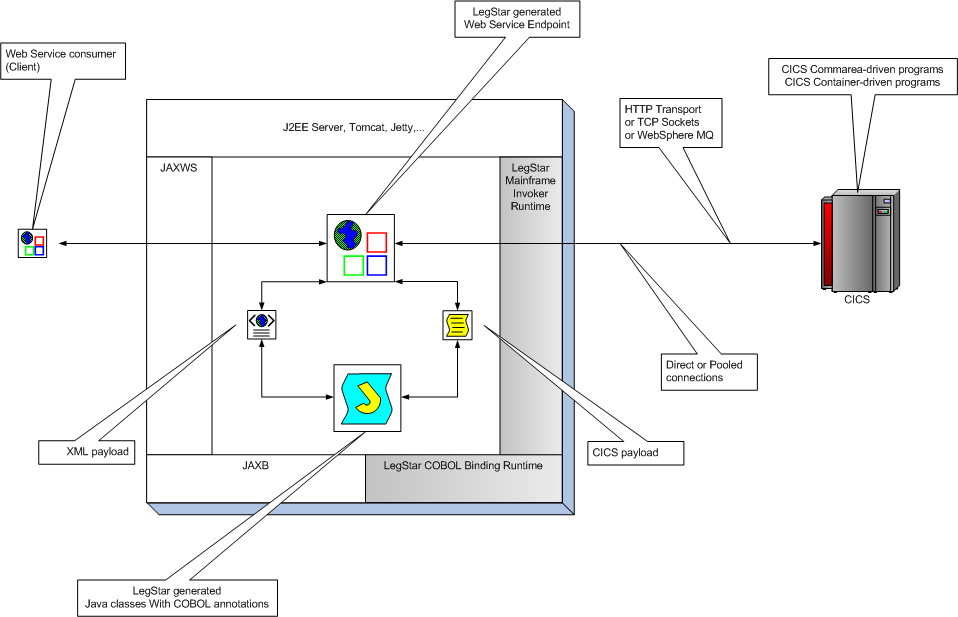 LegStar generated
Web Service Endpoint
Web Service consumer
(Client)
CICS Commarea-driven programs
CICS Container-driven programs
HTTP Transport
or TCP Sockets
or WebSphere MQ
J2EE Server, Tomcat, Jetty,...
JAXWS
LegStar
Mainframe
Invoker
Runtime
CICS
Direct or Pooled
connections
XML payload
CICS payload
JAXB
LegStar COBOL Binding Runtime
LegStar generated
Java classes With COBOL annotations